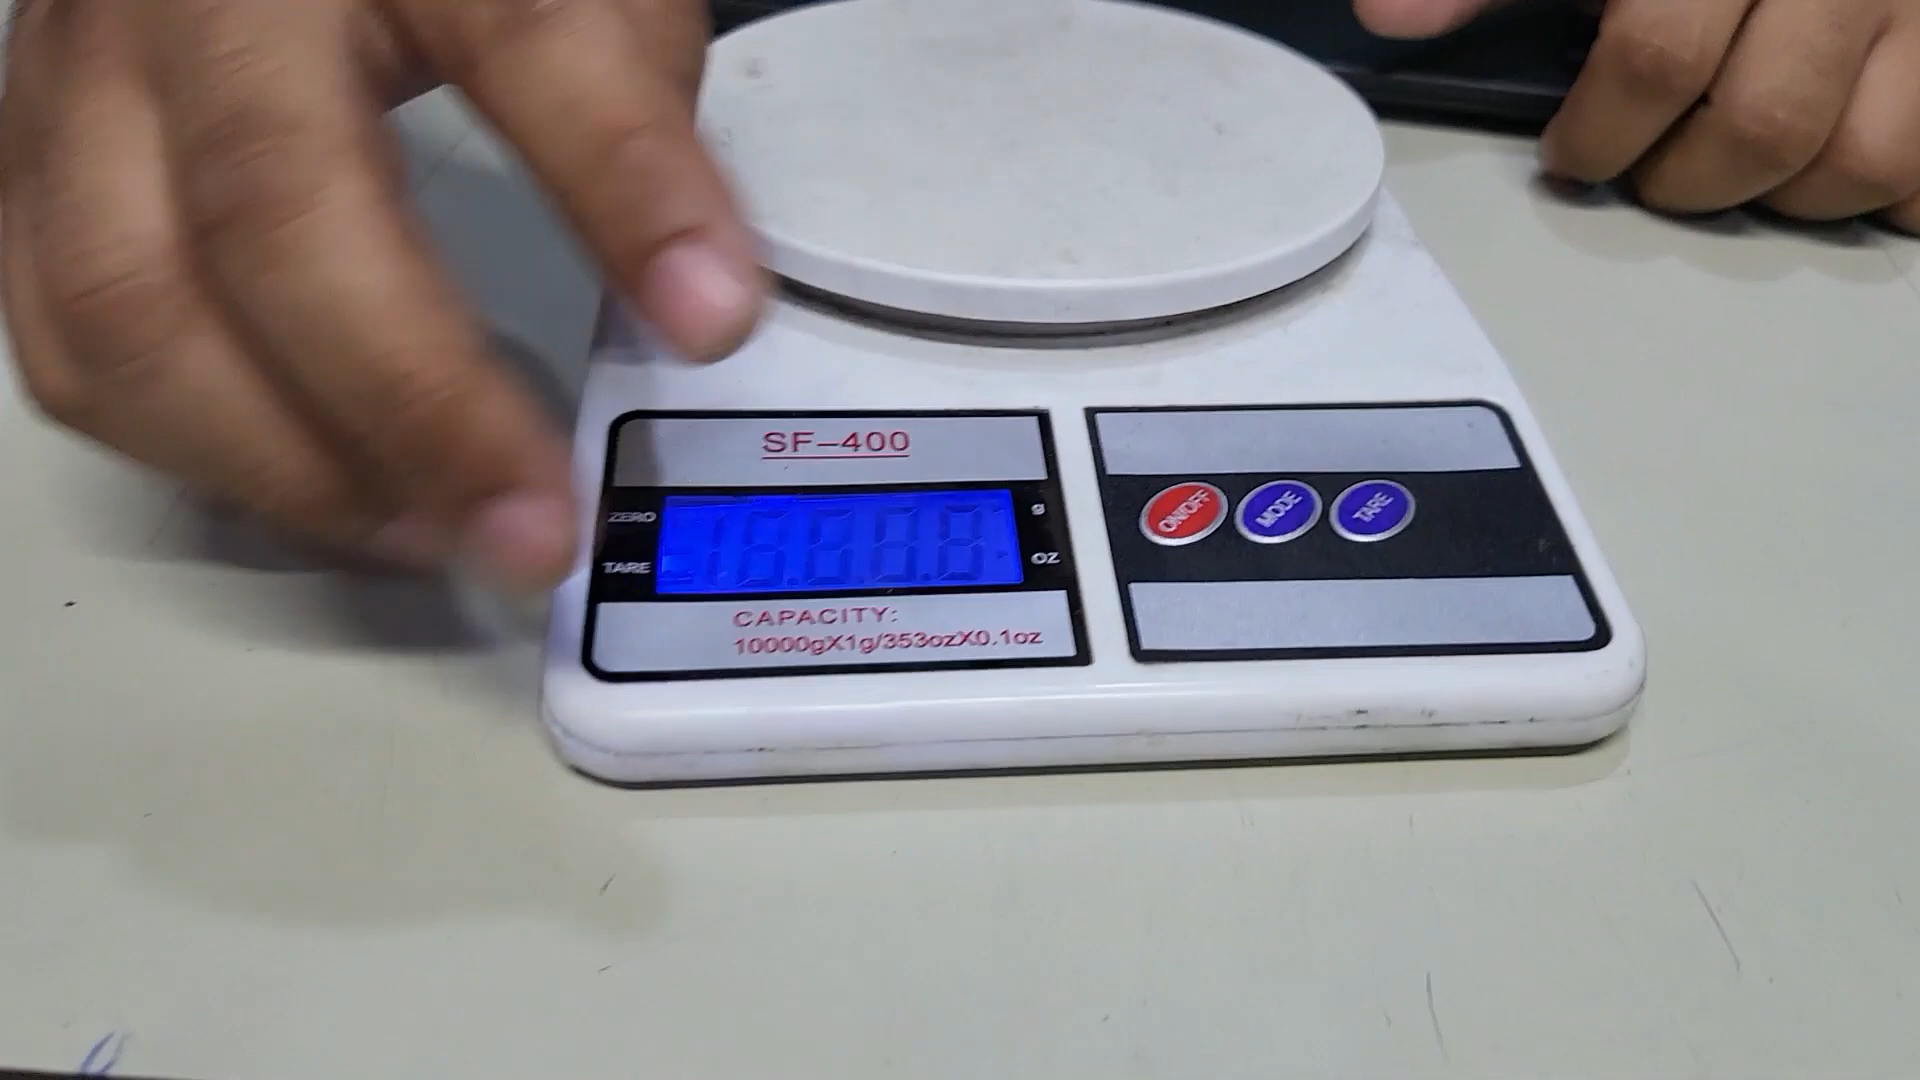 SF-400
ZERO
g
TARE
OZ
CAPACITY:
10000gX1g/353ozX0.1oz
ON/OFF
MODE
TARE